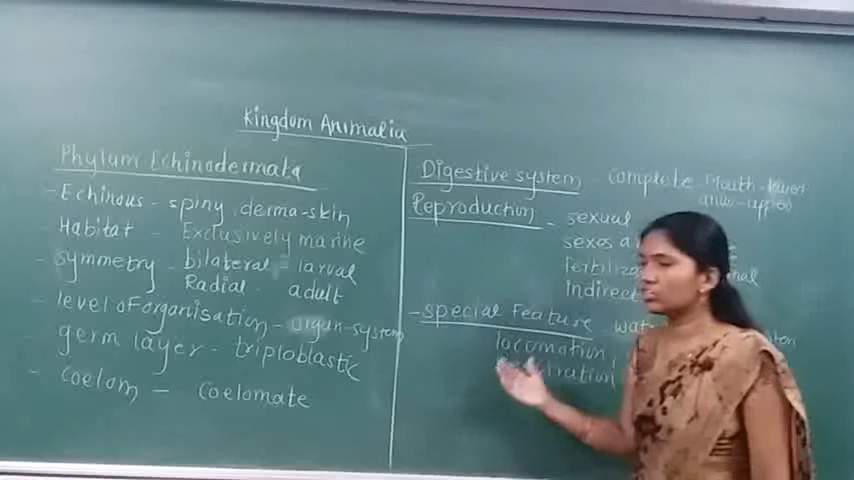 Kingdom Animalia
Phylum Echinodermata
- Echinous - spiny, derma-skin
- Habitat - Exclusively marine
- symmetry - bilateral = larval
Radial - adult
- level of organisation - organ-system
- germ layer - triploblastic
- coelom - coelomate
Digestive system - complete Mouth - lower
anus - upper
Reproduction - sexual
sexes
Indirect
- special Feature
locomotion,